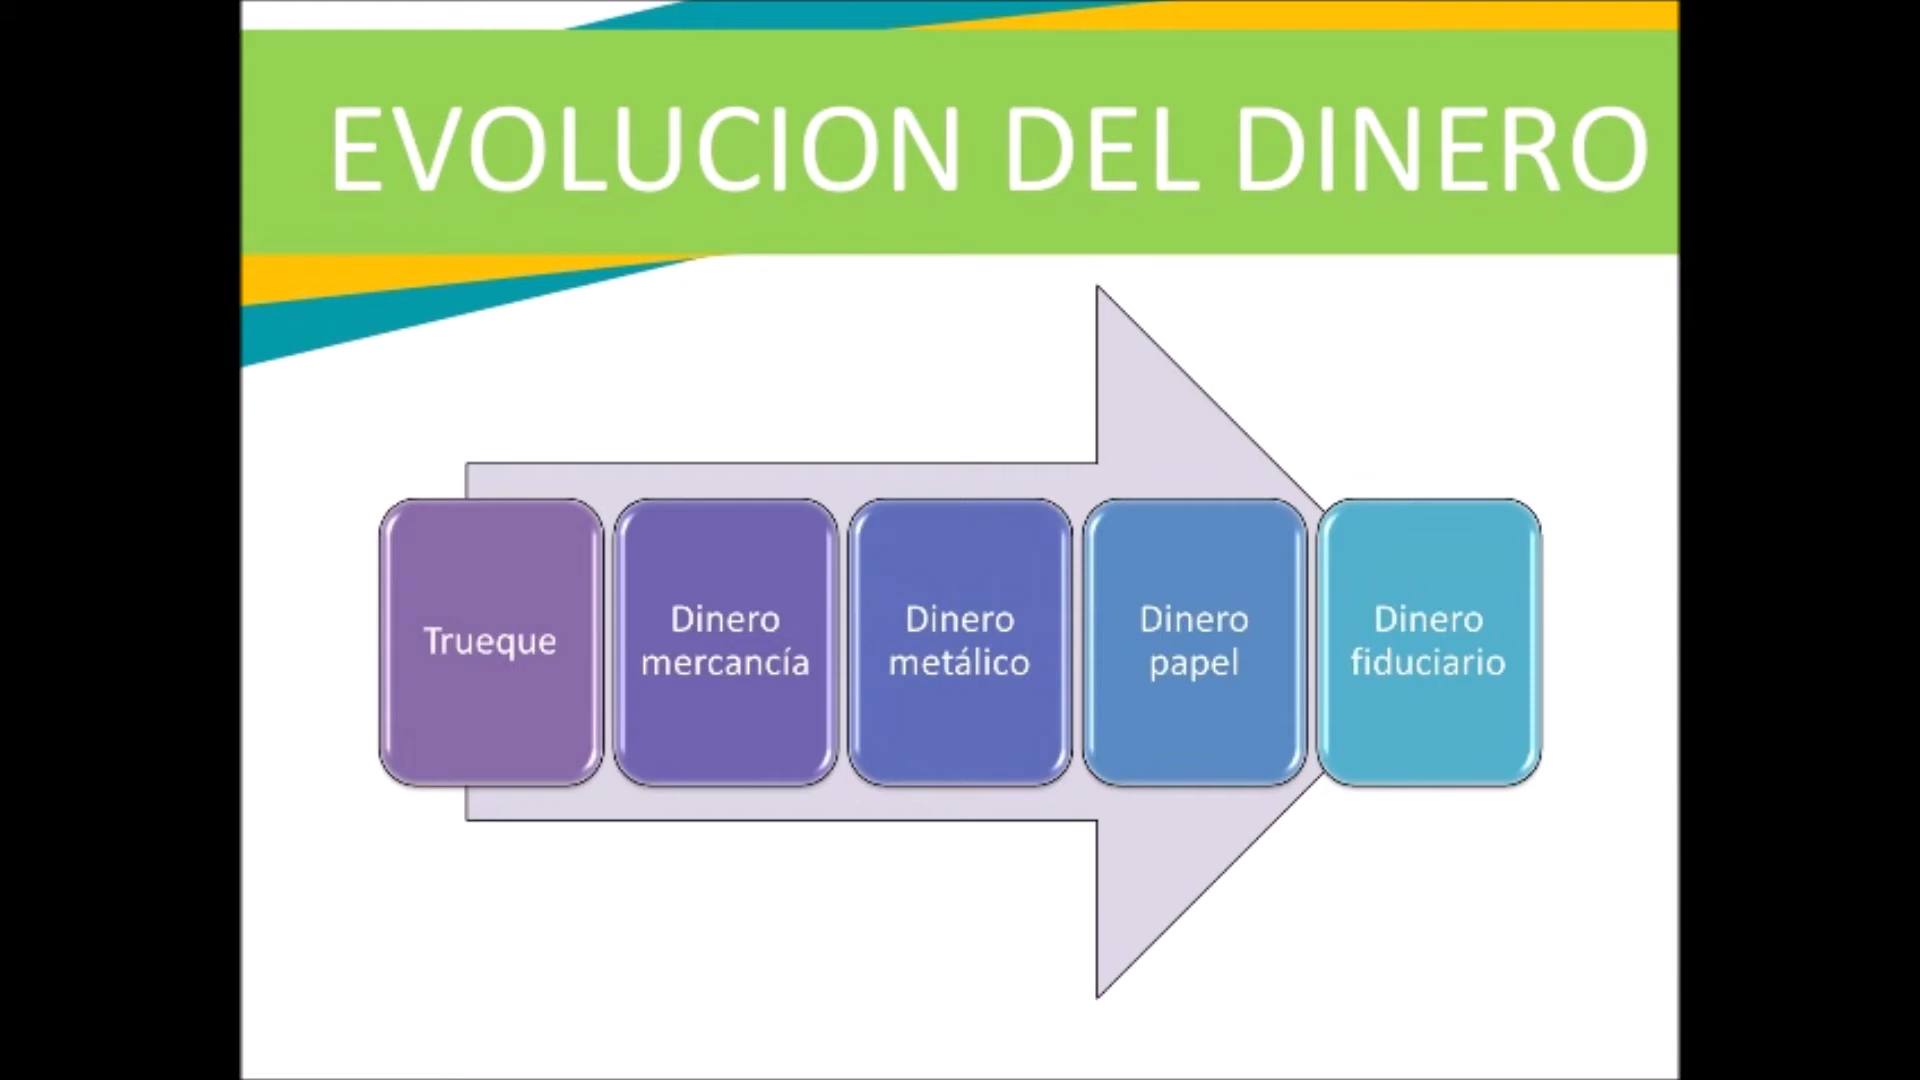 EVOLUCION DEL DINERO
Trueque
Dinero
mercancía
Dinero
metálico
Dinero
papel
Dinero
fiduciario